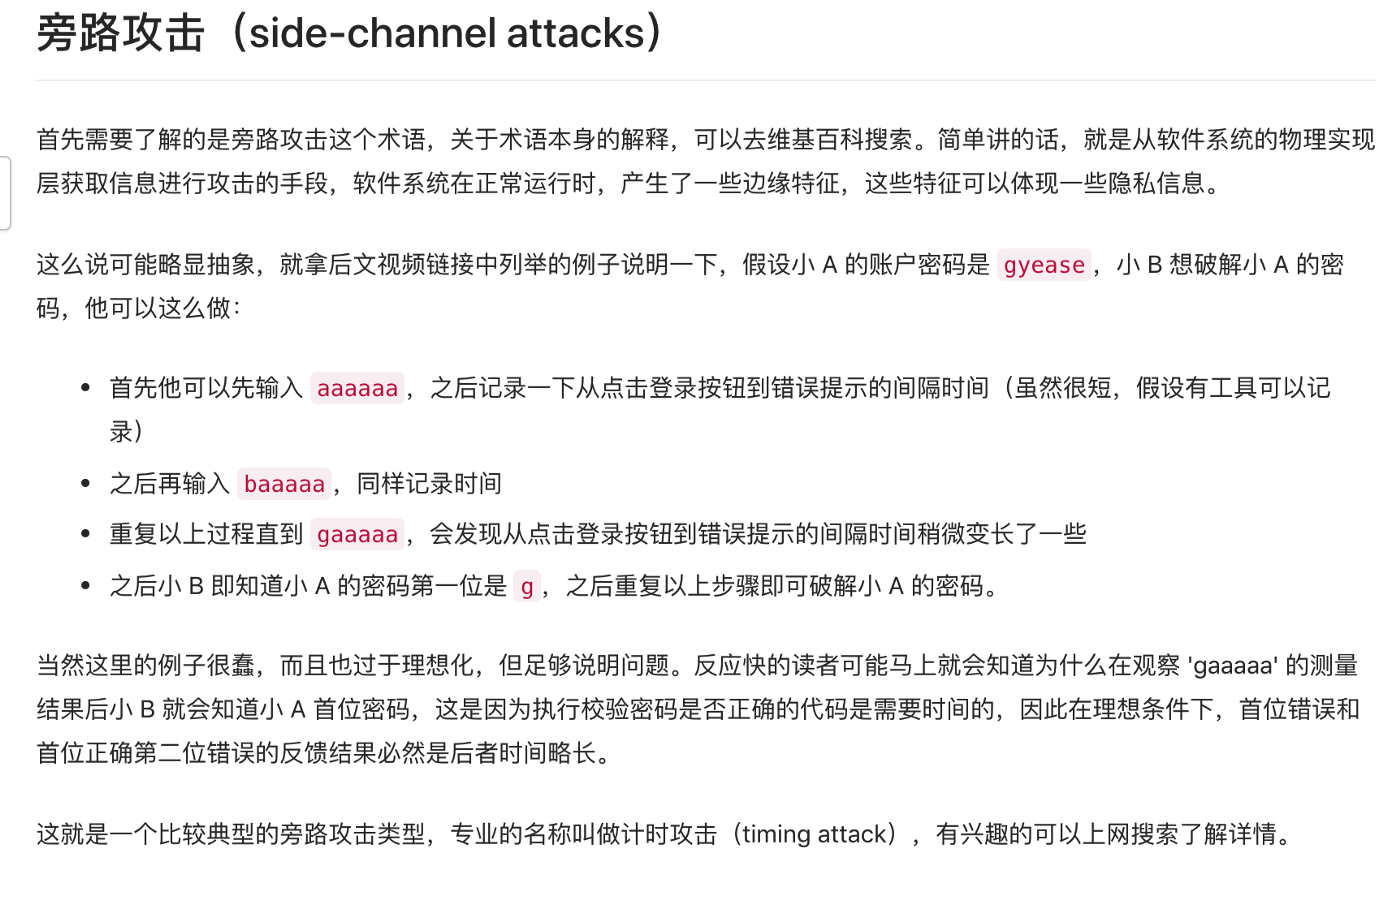 旁路攻击（side-channel attacks）
首先需要了解的是旁路攻击这个术语，关于术语本身的解释，可以去维基百科搜索。简单讲的话，就是从软件系统的物理实现
层获取信息进行攻击的手段，软件系统在正常运行时，产生了一些边缘特征，这些特征可以体现一些隐私信息。
这么说可能略显抽象，就拿后文视频链接中列举的例子说明一下，假设小 A 的账户密码是 gyease，小 B 想破解小 A 的密
码，他可以这么做：
• 首先他可以先输入 aaaaaa，之后记录一下从点击登录按钮到错误提示的间隔时间（虽然很短，假设有工具可以记
录）
• 之后再输入 baaaaa，同样记录时间
• 重复以上过程直到 gaaaaa，会发现从点击登录按钮到错误提示的间隔时间稍微变长了一些
• 之后小 B 即知道小 A 的密码第一位是 g，之后重复以上步骤即可破解小 A 的密码。
当然这里的例子很蠢，而且也过于理想化，但足够说明问题。反应快的读者可能马上就会知道为什么在观察 'gaaaaa' 的测量
结果后小 B 就会知道小 A 首位密码，这是因为执行校验密码是否正确的代码是需要时间的，因此在理想条件下，首位错误和
首位正确第二位错误的反馈结果必然是后者时间略长。
这就是一个比较典型的旁路攻击类型，专业的名称叫做计时攻击（timing attack），有兴趣的可以上网搜索了解详情。